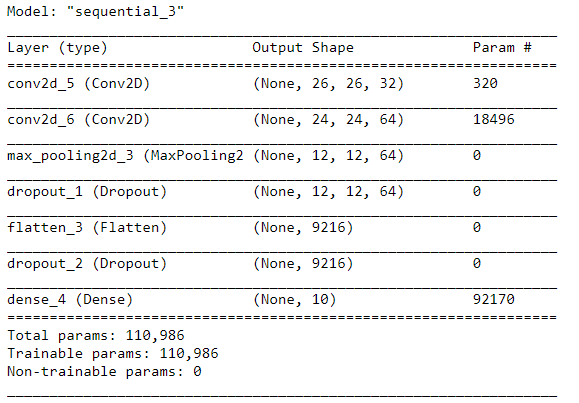 Model: "sequential_3"
_________________________________________________________________
Layer (type)                 Output Shape              Param #
=================================================================
conv2d_5 (Conv2D)            (None, 26, 26, 32)        320
_________________________________________________________________
conv2d_6 (Conv2D)            (None, 24, 24, 64)        18496
_________________________________________________________________
max_pooling2d_3 (MaxPooling2 (None, 12, 12, 64)        0
_________________________________________________________________
dropout_1 (Dropout)          (None, 12, 12, 64)        0
_________________________________________________________________
flatten_3 (Flatten)          (None, 9216)              0
_________________________________________________________________
dropout_2 (Dropout)          (None, 9216)              0
_________________________________________________________________
dense_4 (Dense)              (None, 10)                92170
=================================================================
Total params: 110,986
Trainable params: 110,986
Non-trainable params: 0
_________________________________________________________________